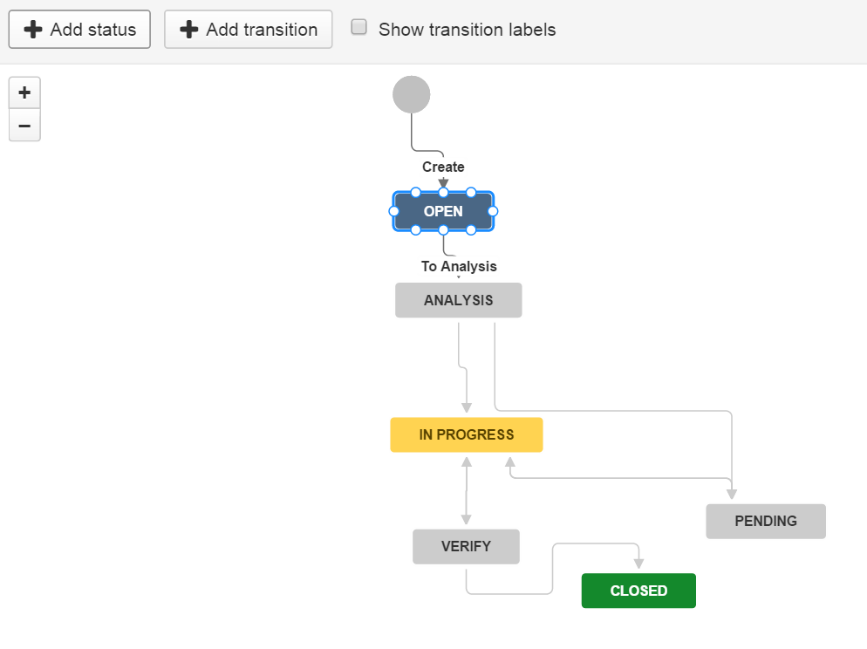 Add status
Add transition
Show transition labels
Create
OPEN
To Analysis
ANALYSIS
IN PROGRESS
PENDING
VERIFY
CLOSED